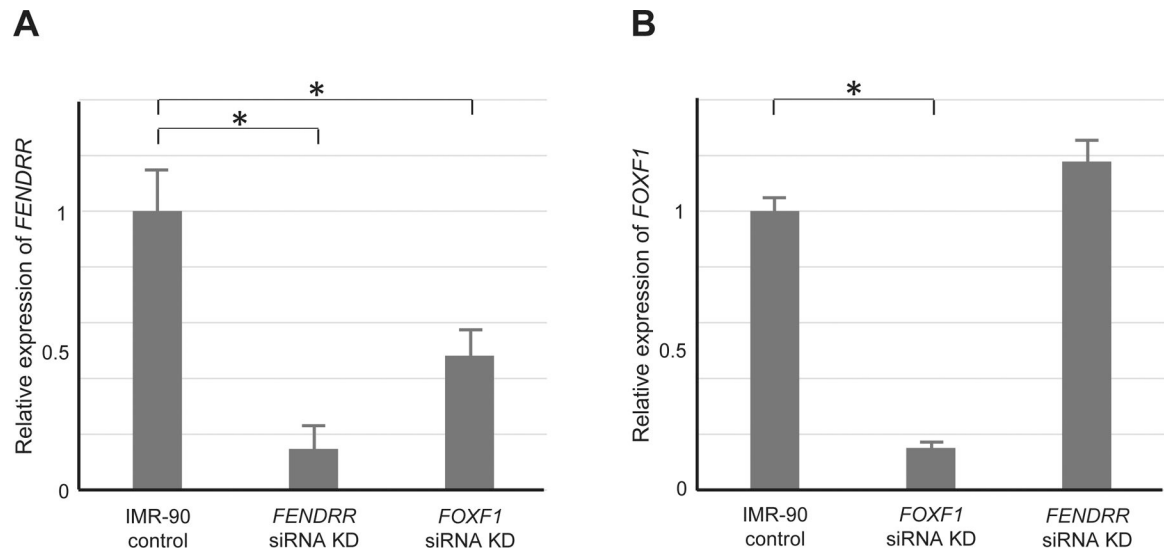 A
Relative expression of FENDRR
1
0.5
0
*
*
IMR-90
control
FENDRR
siRNA KD
FOXF1
siRNA KD
B
Relative expression of FOXF1
1
0.5
0
*
IMR-90
control
FOXF1
siRNA KD
FENDRR
siRNA KD